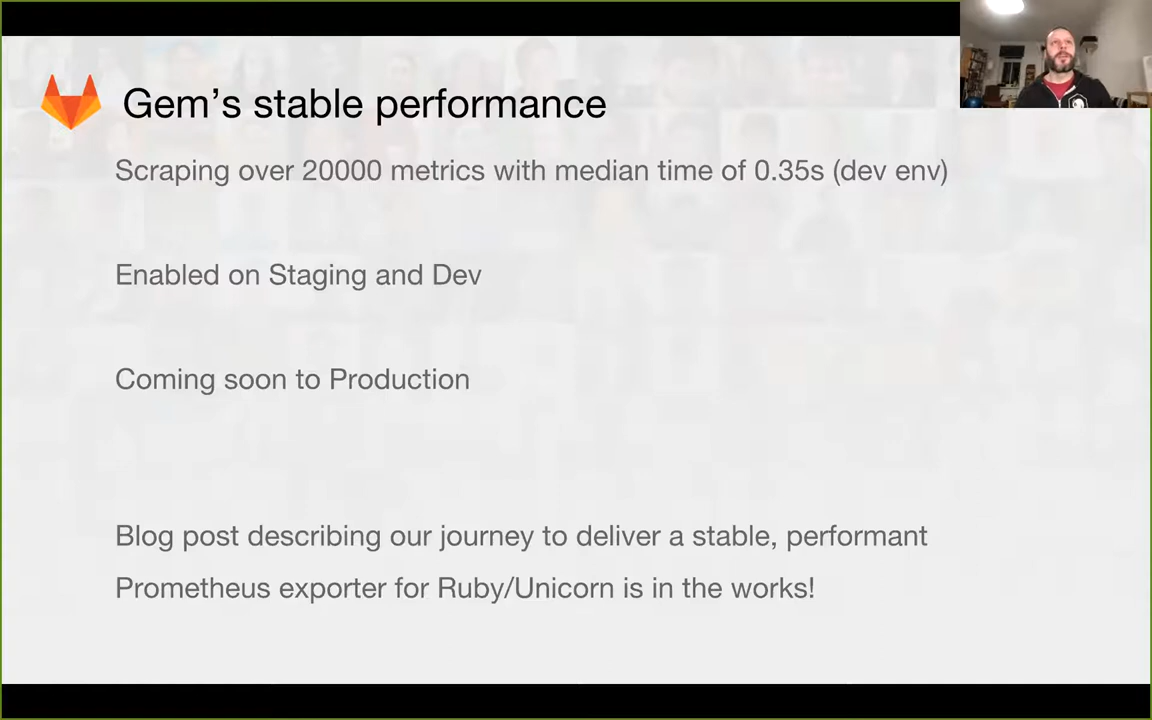 Gem’s stable performance
Scraping over 20000 metrics with median time of 0.35s (dev env)
Enabled on Staging and Dev
Coming soon to Production
Blog post describing our journey to deliver a stable, performant
Prometheus exporter for Ruby/Unicorn is in the works!